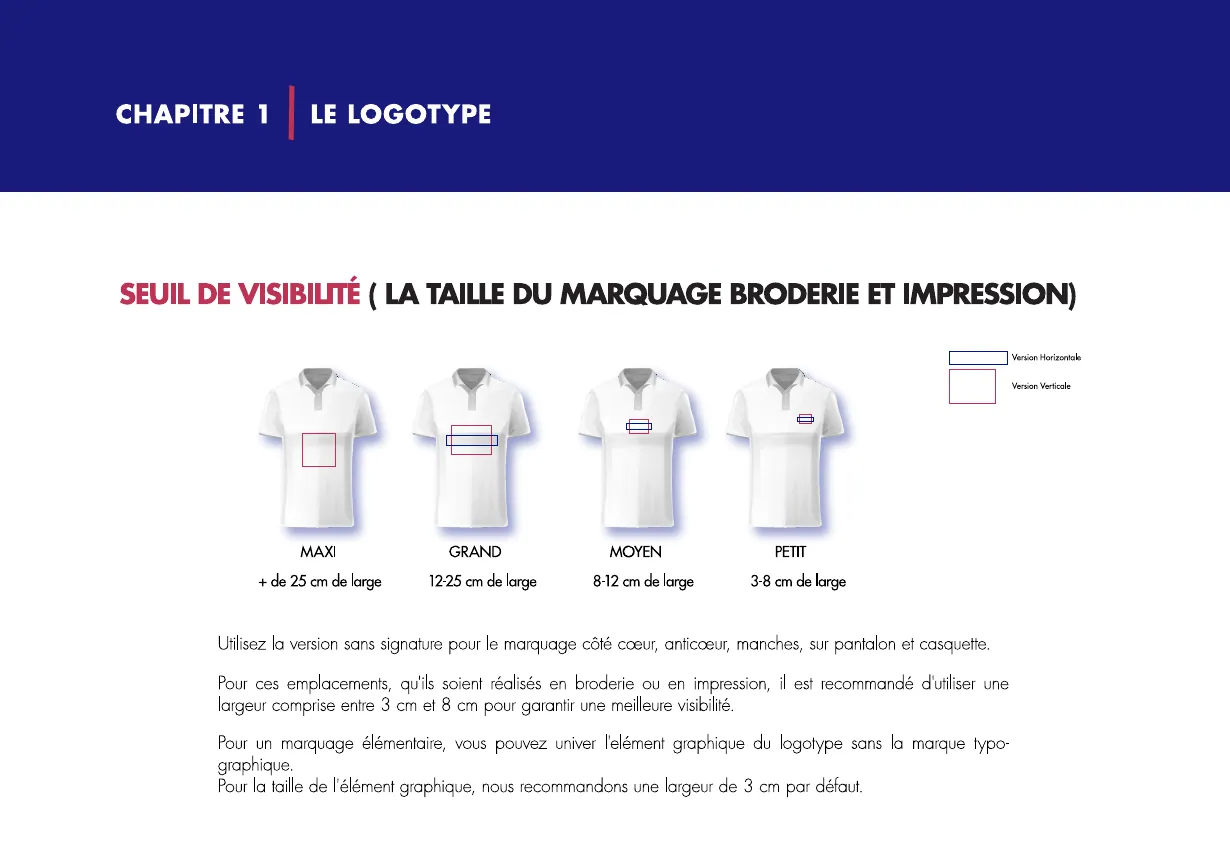 CHAPITRE 1 LE LOGOTYPE
SEUIL DE VISIBILITÉ ( LA TAILLE DU MARQUAGE BRODERIE ET IMPRESSION)
Version Horizontale
Version Verticale
MAXI GRAND MOYEN PETIT
+ de 25 cm de large 12-25 cm de large 8-12 cm de large 3-8 cm de large
Utilisez la version sans signature pour le marquage côté cœur, anticœur, manches, sur pantalon et casquette.
Pour ces emplacements, qu'ils soient réalisés en broderie ou en impression, il est recommandé d'utiliser une
largeur comprise entre 3 cm et 8 cm pour garantir une meilleure visibilité.
Pour un marquage élémentaire, vous pouvez univer l'elément graphique du logotype sans la marque typo-
graphique.
Pour la taille de l'élément graphique, nous recommandons une largeur de 3 cm par défaut.